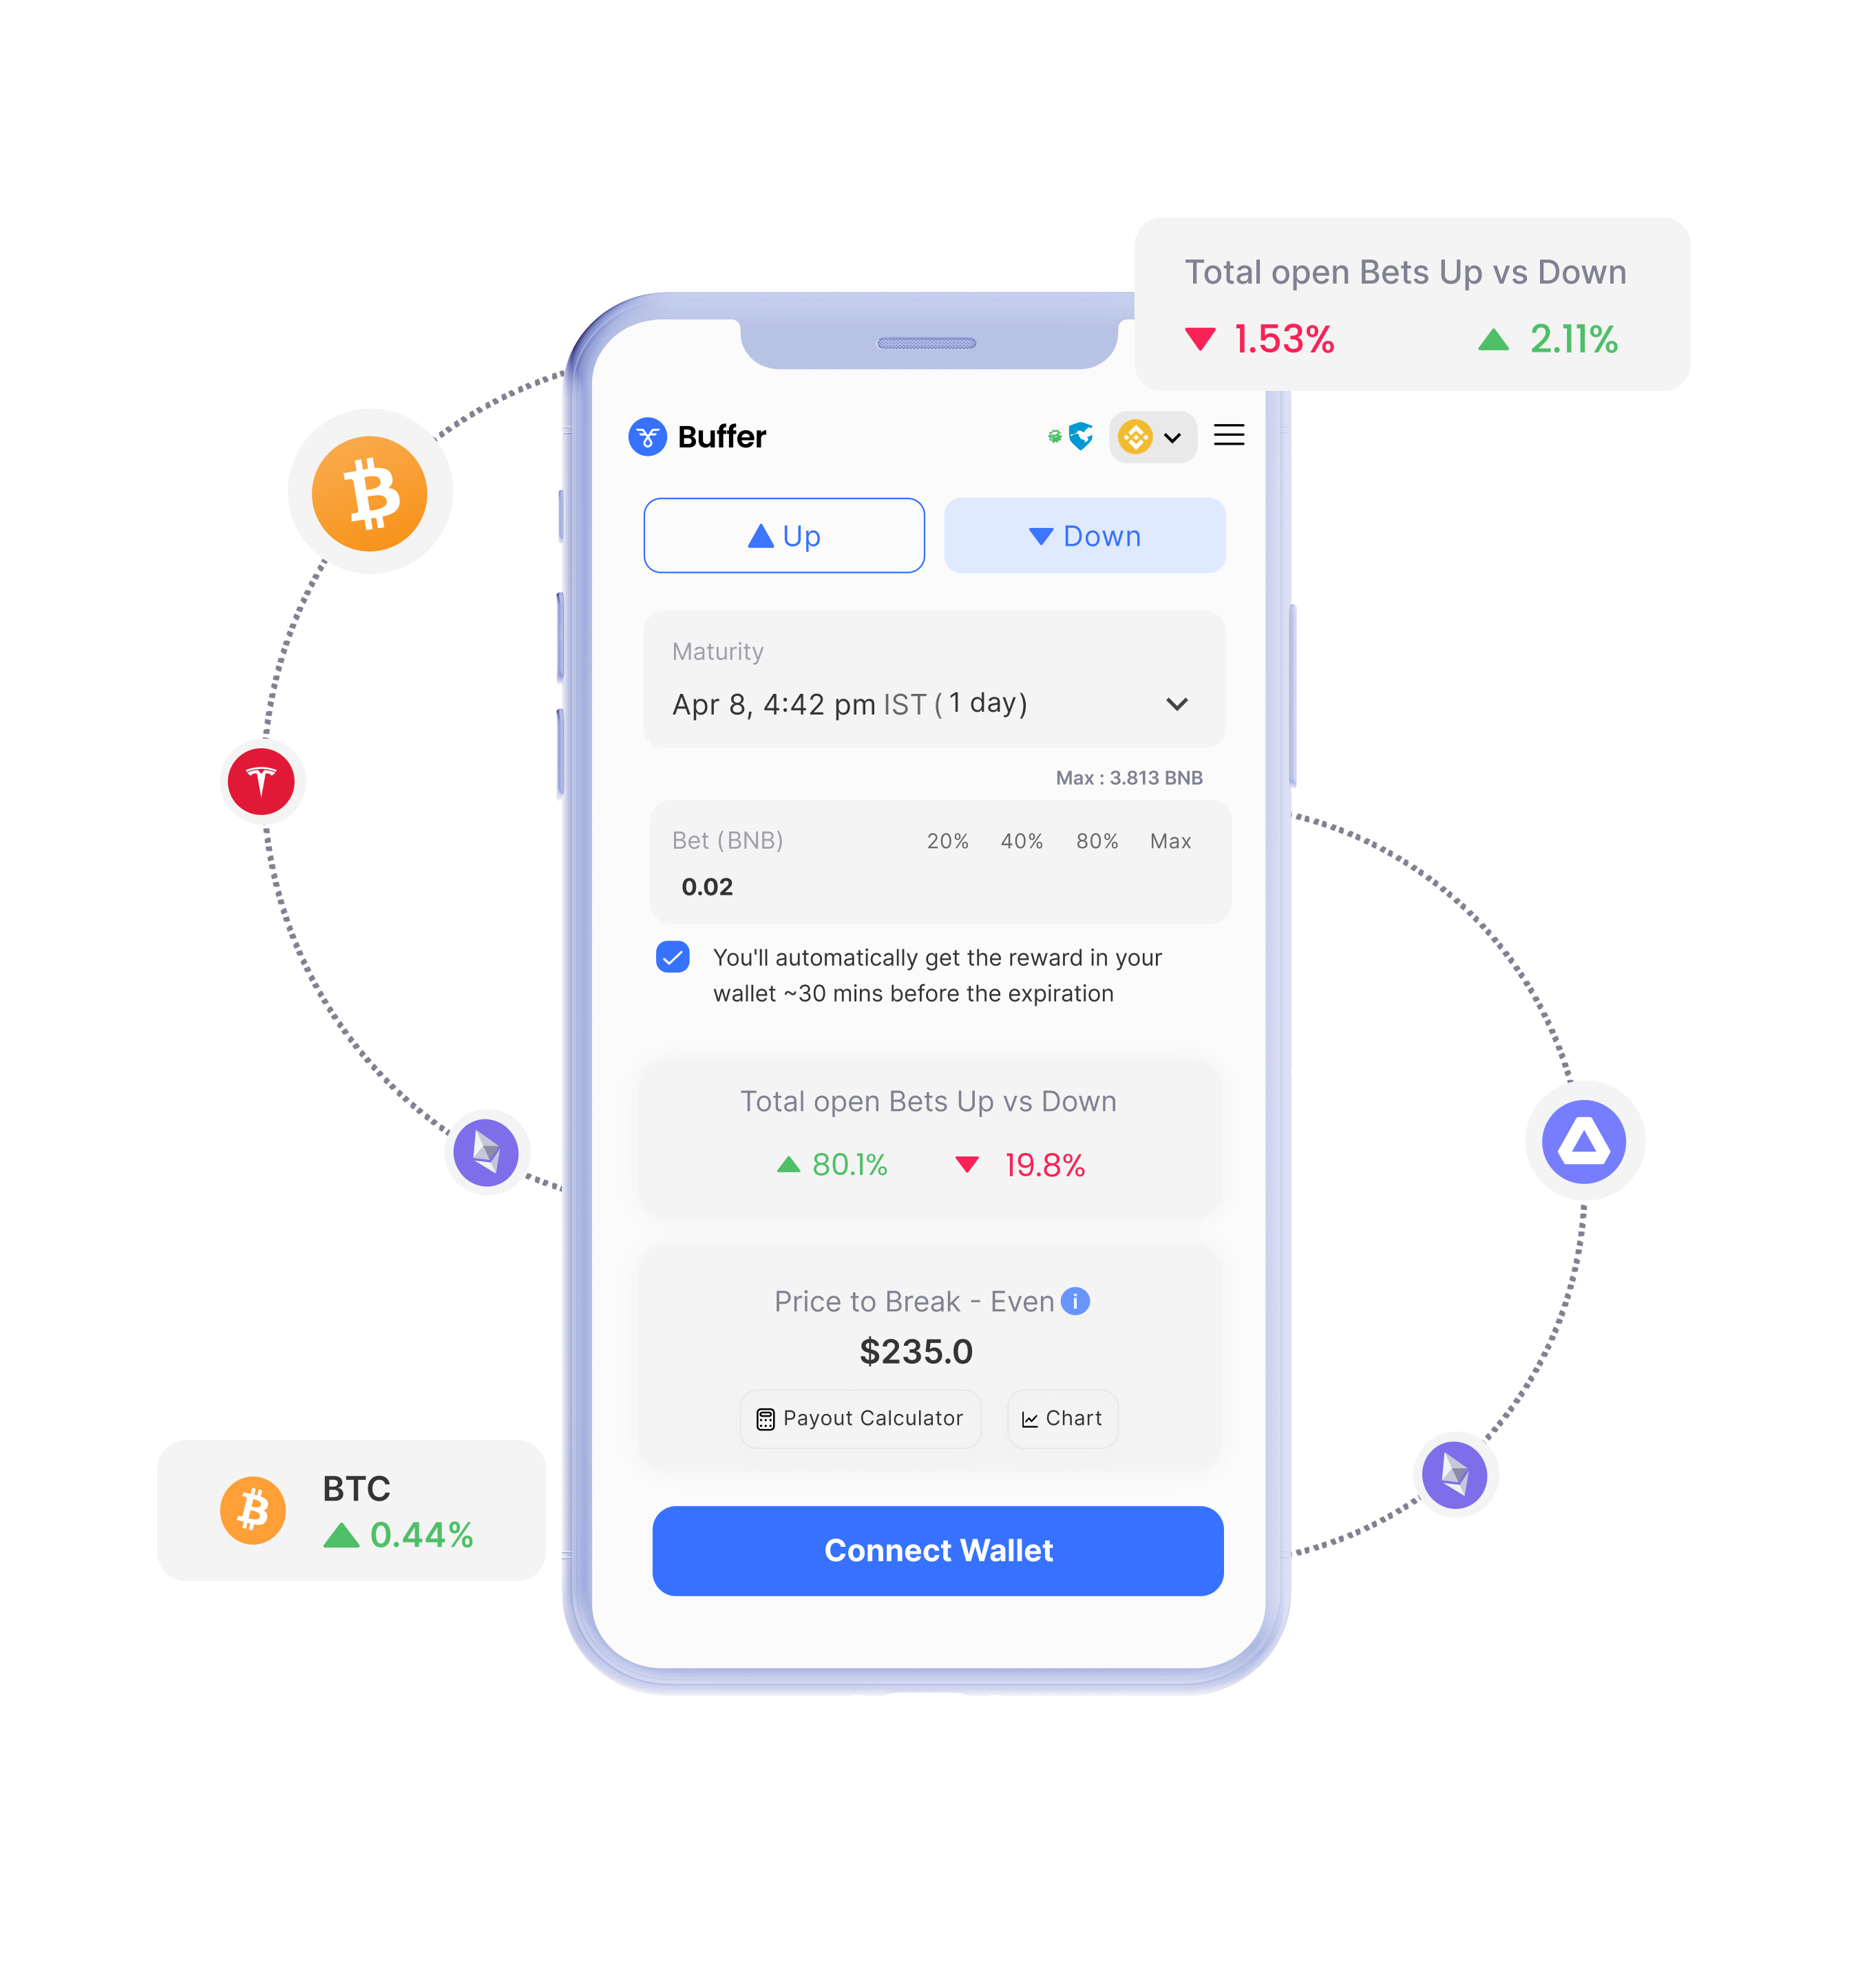 Total open Bets Up vs Down
1.53% 2.11%
Buffer
Up Down
Maturity
Apr 8, 4:42 pm IST ( 1 day )
Max : 3.813 BNB
Bet (BNB) 20% 40% 80% Max
0.02
You'll automatically get the reward in your
wallet ~30 mins before the expiration
Total open Bets Up vs Down
80.1% 19.8%
Price to Break - Even i
$235.0
Payout Calculator Chart
BTC
0.44%
Connect Wallet